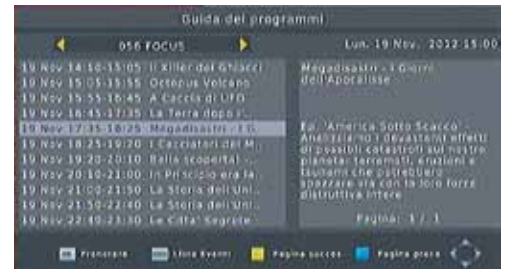 Guida dei programmi
056 FOCUS
Lun. 19 Nov. 2012 15:00
19 Nov 14:10-15:05 Il Killer dei Ghiacci
19 Nov 15:05-15:55 Octopus Volcano
19 Nov 15:55-16:45 A Caccia di UFO
19 Nov 16:45-17:35 La Terra dopo l'..
19 Nov 17:35-18:25 Megadisastri - I G..
19 Nov 18:25-19:20 I Cacciatori del M..
19 Nov 19:20-20:10 Bella scoperta! -..
19 Nov 20:10-21:00 In Principio era la..
19 Nov 21:00-21:50 La Storia dell'Uni..
19 Nov 21:50-22:40 La Storia dell'Uni..
19 Nov 22:40-23:30 Le Citta' Segrete..
Megadisastri - I Giorni
dell'Apocalisse
Ep. 'America Sotto Scacco'
Analizziamo i devastanti effetti
di possibili catastrofi sul nostro
pianeta: terremoti, eruzioni e
tsunami che potrebbero
spazzare via con la loro forza
distruttiva intere
Pagina: 1/ 1
Prenotare
Lista Eventi
Pagina succes
Pagina prece